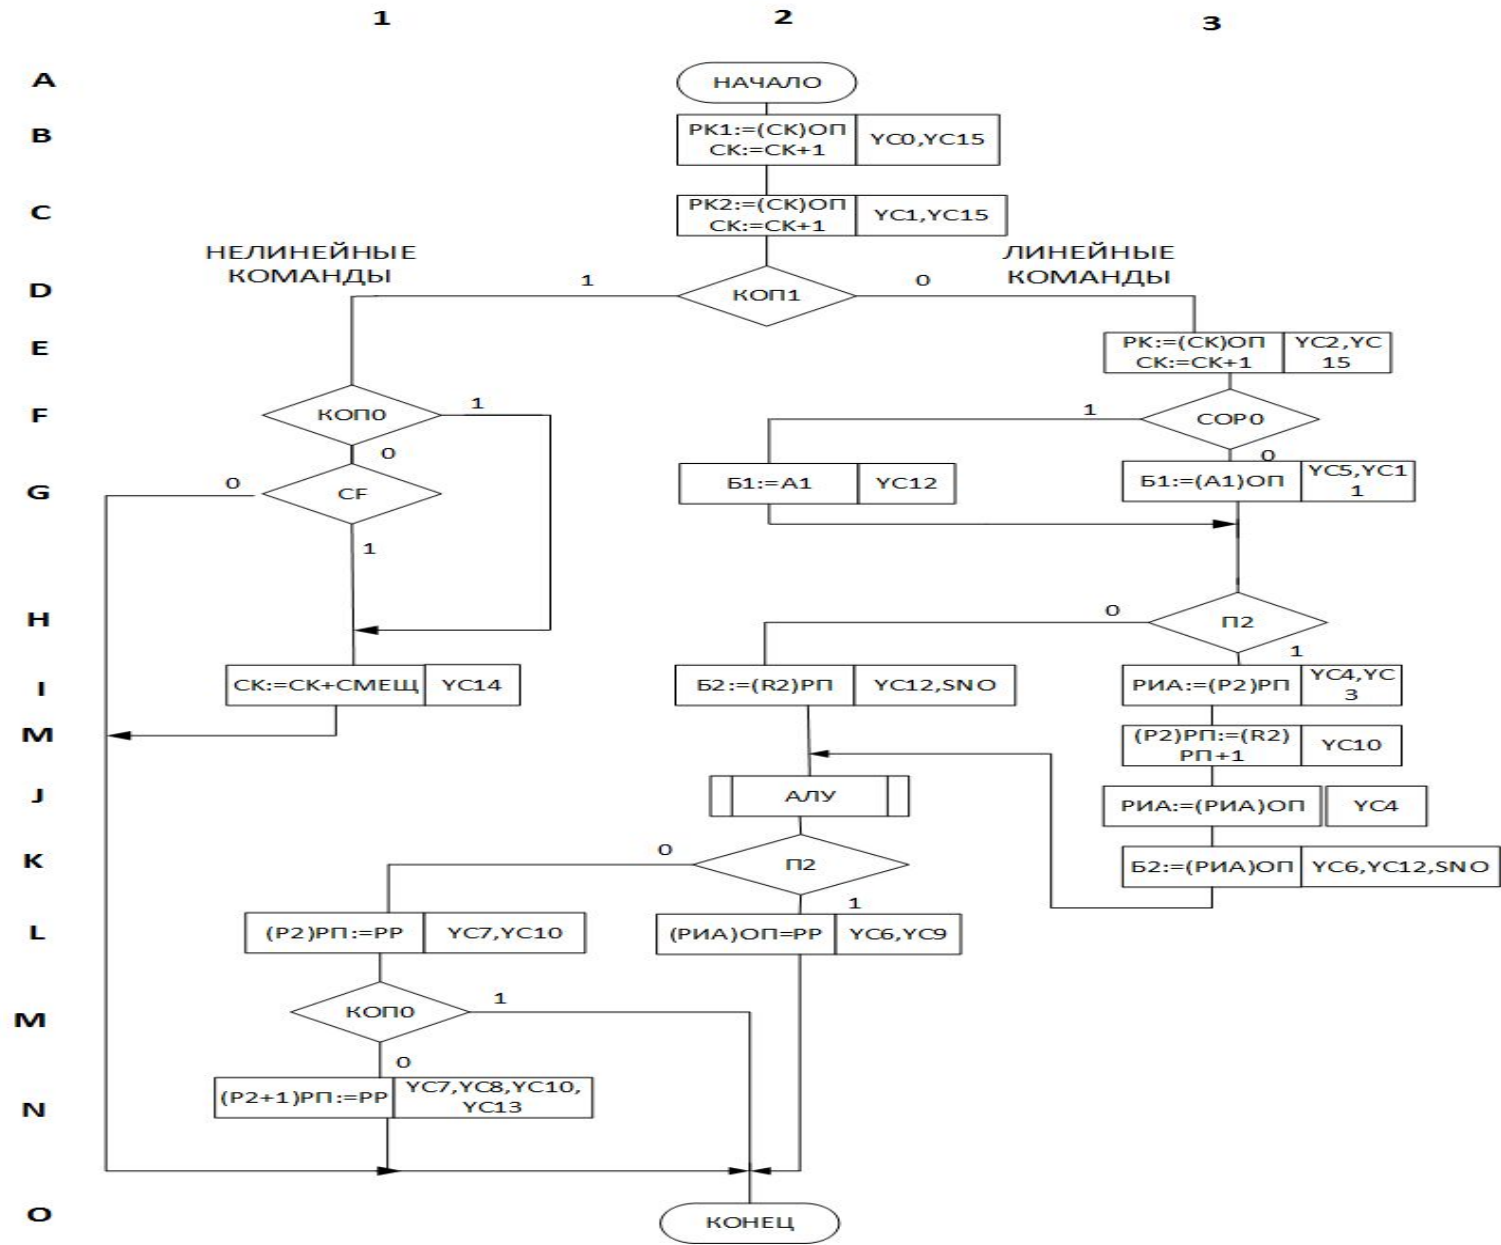 1 2 3
A
НАЧАЛО
B
РК1:=(СК)ОП
СК:=СК+1
YC0,YC15
C
РК2:=(СК)ОП
СК:=СК+1
YC1,YC15
НЕЛИНЕЙНЫЕ
КОМАНДЫ
ЛИНЕЙНЫЕ
КОМАНДЫ
D
1
КОП1
0
E
РК:=(СК)ОП
СК:=СК+1
YC2,YC
15
F
КОП0
1
0
1
СОР0
0
G
0
CF
1
Б1:=А1
YC12
Б1:=(А1)ОП
YC5,YC1
1
H
0
П2
1
I
СК:=СК+СМЕЩ
YC14
Б2:=(R2)РП
YC12,SNO
РИА:=(Р2)РП
YC4,YC
3
M
(Р2)РП:=(R2)
РП+1
YC10
J
АЛУ
РИА:=(РИА)ОП
YC4
K
0
П2
1
Б2:=(РИА)ОП
YC6,YC12,SNO
L
(Р2)РП:=РР
YC7,YC10
(РИА)ОП=РР
YC6,YC9
M
КОП0
1
0
N
(Р2+1)РП:=РР
YC7,YC8,YC10,
YC13
O
КОНЕЦ